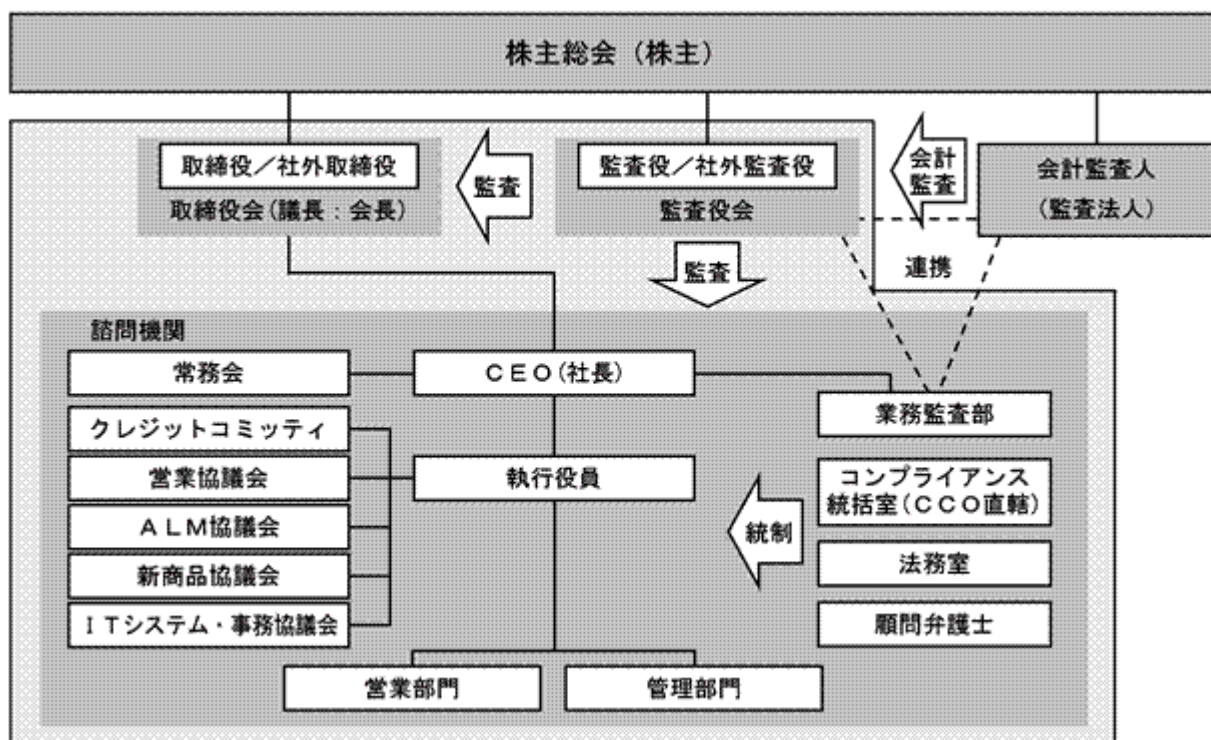 株主総会（株主）
取締役／社外取締役
取締役会（議長：会長）
監査
監査役／社外監査役
監査役会
会計
監査
会計監査人
（監査法人）
監査
連携
諮問機関
常務会
ＣＥＯ（社長）
業務監査部
クレジットコミッティ
営業協議会
執行役員
コンプライアンス
統括室（ＣＣＯ直轄）
ＡＬＭ協議会
統制
新商品協議会
法務室
ＩＴシステム・事務協議会
顧問弁護士
営業部門
管理部門